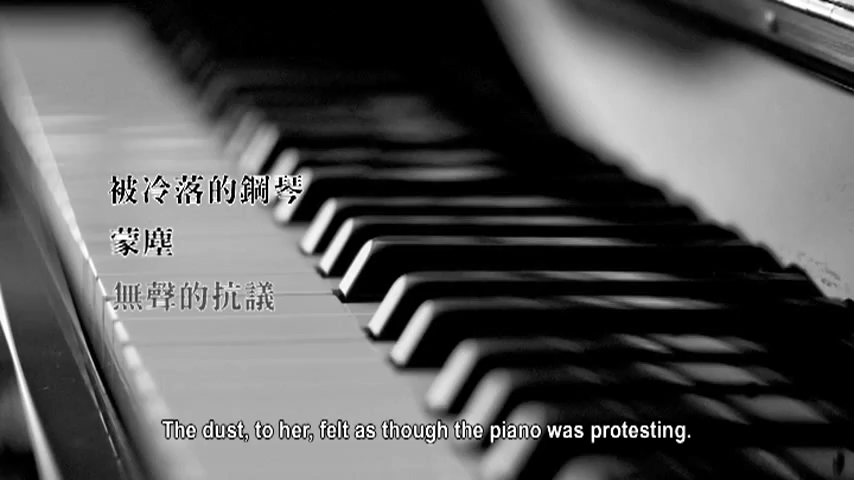 被冷落的鋼琴
蒙塵
無聲的抗議
The dust, to her, felt as though the piano was protesting.